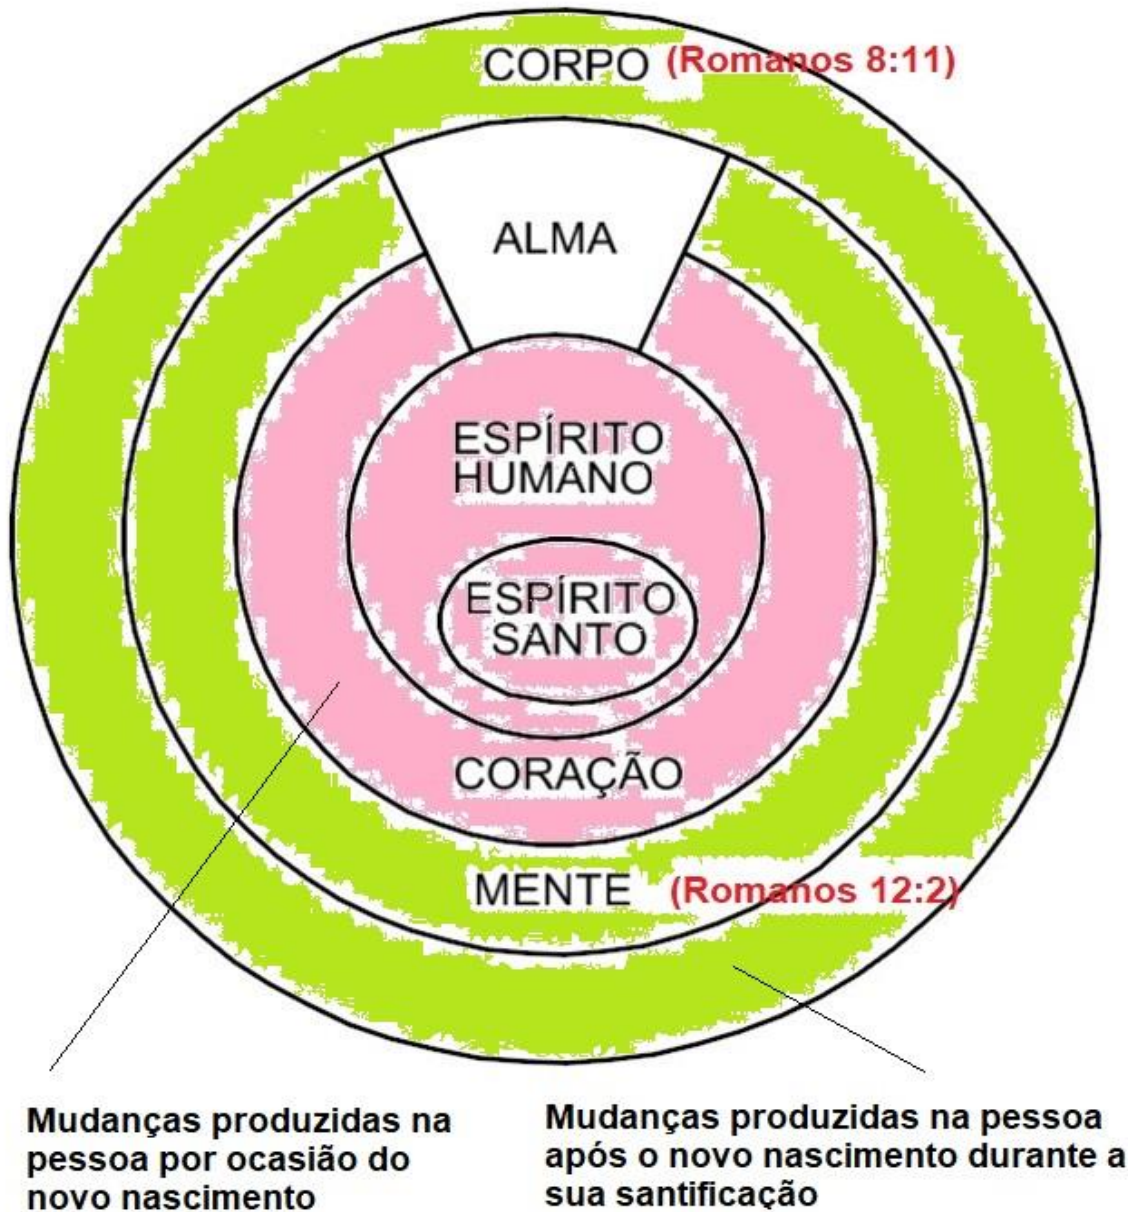 CORPO (Romanos 8:11)
ALMA
ESPÍRITO
HUMANO
ESPÍRITO
SANTO
CORAÇÃO
MENTE (Romanos 12:2)
Mudanças produzidas na
pessoa por ocasião do
novo nascimento
Mudanças produzidas na pessoa
após o novo nascimento durante a
sua santificação